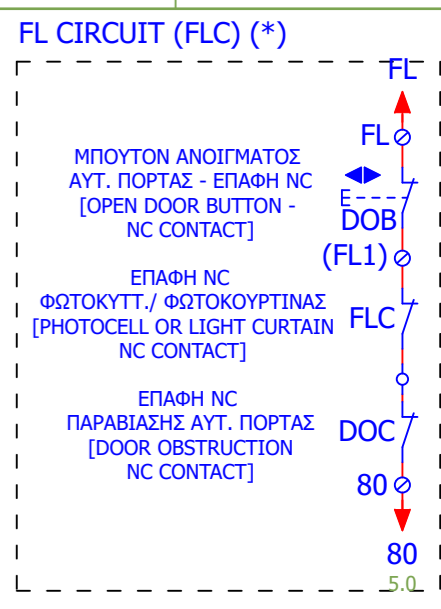 FL CIRCUIT (FLC) (*)
FL
FL
ΜΠΟΥΤΟΝ ΑΝΟΙΓΜΑΤΟΣ
ΑΥΤ. ΠΟΡΤΑΣ - ΕΠΑΦΗ NC
[OPEN DOOR BUTTON -
NC CONTACT]
DOB
(FL1)
ΕΠΑΦΗ NC
ΦΩΤΟΚΥΤΤ./ ΦΩΤΟΚΟΥΡΤΙΝΑΣ
[PHOTOCELL OR LIGHT CURTAIN
NC CONTACT]
FLC
ΕΠΑΦΗ NC
ΠΑΡΑΒΙΑΣΗΣ ΑΥΤ. ΠΟΡΤΑΣ
[DOOR OBSTRUCTION
NC CONTACT]
DOC
80
80
5.0